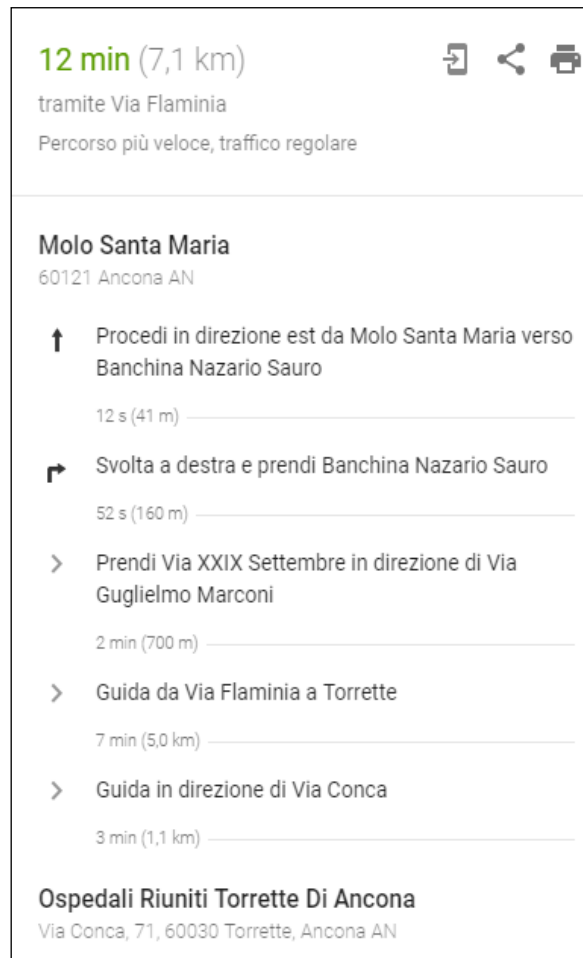 12 min (7,1 km)
tramite Via Flaminia
Percorso più veloce, traffico regolare
Molo Santa Maria
60121 Ancona AN
Procedi in direzione est da Molo Santa Maria verso
Banchina Nazario Sauro
12 s (41 m)
Svolta a destra e prendi Banchina Nazario Sauro
52 s (160 m)
Prendi Via XXIX Settembre in direzione di Via
Guglielmo Marconi
2 min (700 m)
Guida da Via Flaminia a Torrette
7 min (5,0 km)
Guida in direzione di Via Conca
3 min (1,1 km)
Ospedali Riuniti Torrette Di Ancona
Via Conca, 71, 60030 Torrette, Ancona AN